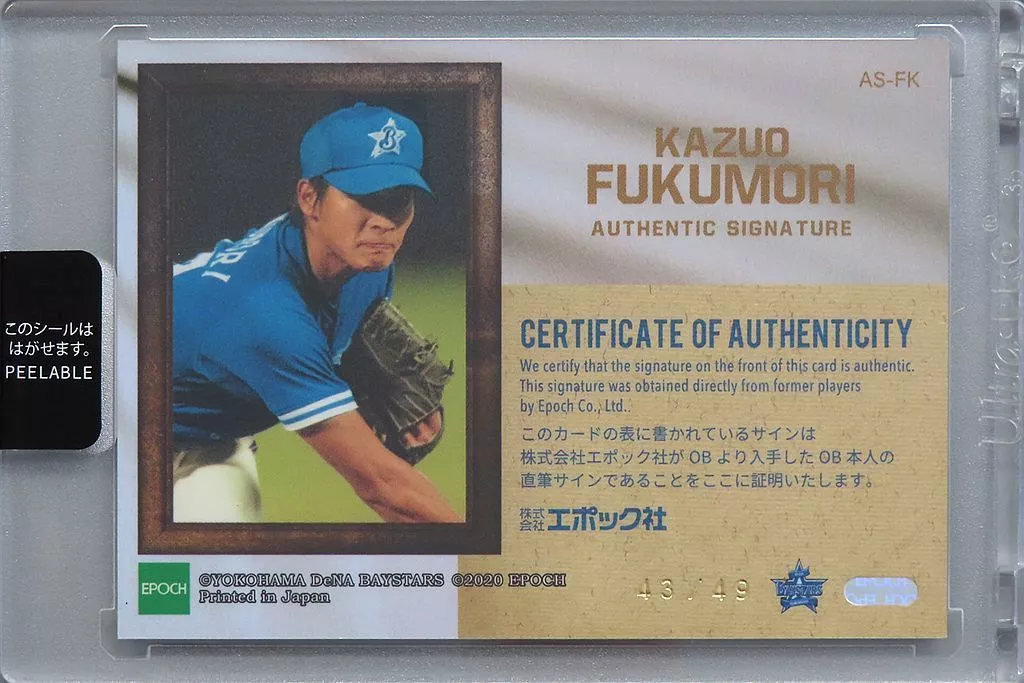 AS-FK
KAZUO
FUKUMORI
AUTHENTIC SIGNATURE
CERTIFICATE OF AUTHENTICITY
We certify that the signature on the front of this card is authentic.
This signature was obtained directly from former players
by Epoch Co., Ltd..
このカードの表に書かれているサインは
株式会社エポック社が OB より入手した OB 本人の
直筆サインであることをここに証明いたします。
株式会社エポック社
このシールは
はがせます。
PEELABLE
B
EPOCH
©YOKOHAMA DeNA BAYSTARS ©2020 EPOCH
Printed in Japan
43/49
BAYSTARS